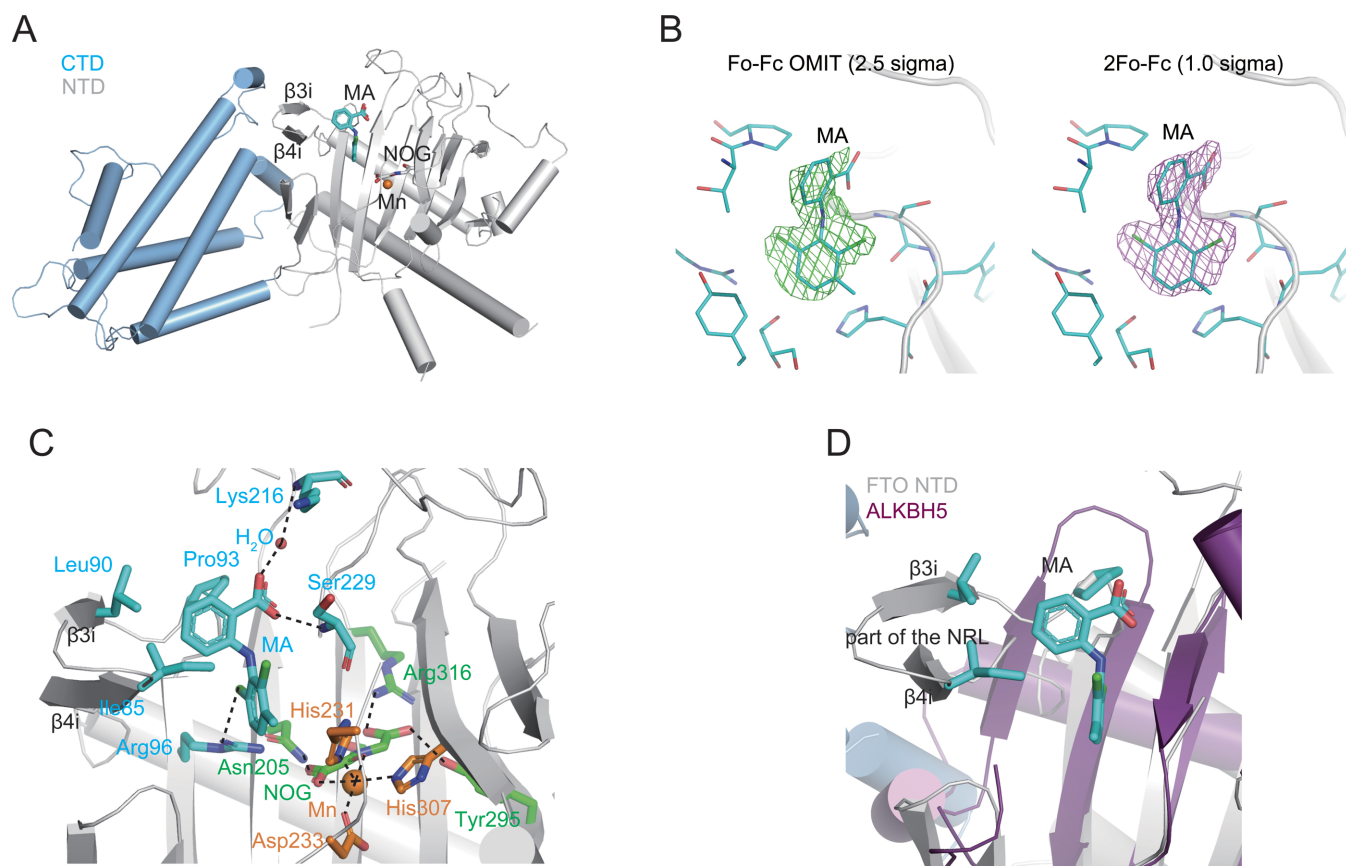 A
CTD
NTD
β3i
MA
β4i
NOG
Mn
B
Fo-Fc OMIT (2.5 sigma)
2Fo-Fc (1.0 sigma)
MA
MA
C
Lys216
H₂O
Leu90
Pro93
Ser229
β3i
MA
Arg316
Ile85
β4i
His231
Arg96
Asn205
NOG
Mn
His307
Asp233
Tyr295
D
FTO NTD
ALKBH5
β3i
MA
part of the NRL
β4i